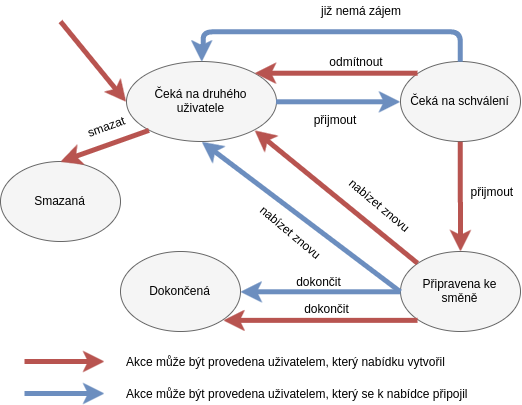 již nemá zájem
odmítnout
Čeká na druhého
uživatele
Čeká na schválení
přijmout
smazat
Smazaná
nabízet znovu
přijmout
nabízet znovu
Připravena ke
směně
dokončit
Dokončená
dokončit
Akce může být provedena uživatelem, který nabídku vytvořil
Akce může být provedena uživatelem, který se k nabídce připojil